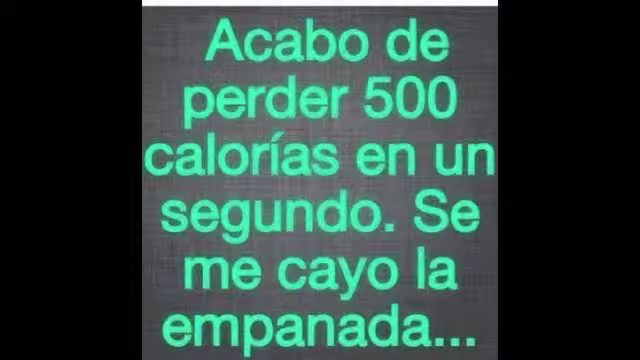 Acabo de
perder 500
calorías en un
segundo. Se
me cayo la
empanada...